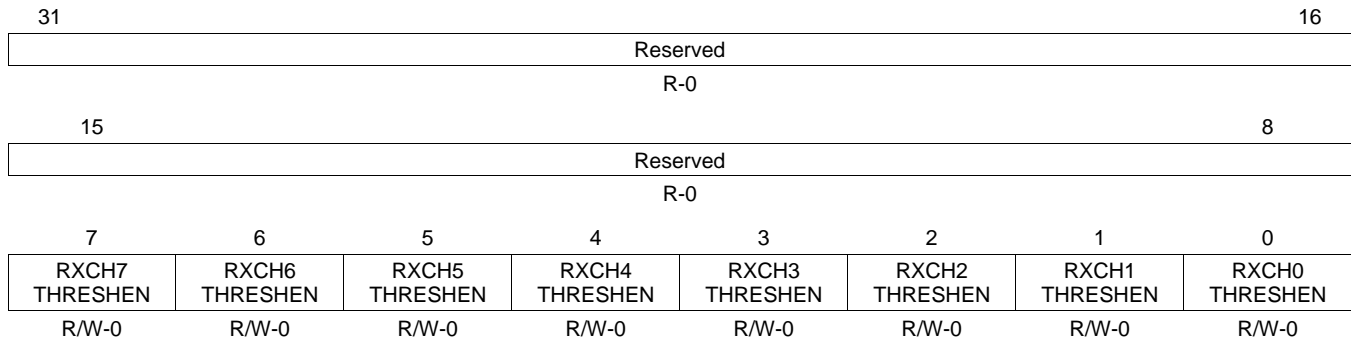 31 16
Reserved
R-0
15 8
Reserved
R-0
7 6 5 4 3 2 1 0
RXCH7 RXCH6 RXCH5 RXCH4 RXCH3 RXCH2 RXCH1 RXCH0
THRESHEN THRESHEN THRESHEN THRESHEN THRESHEN THRESHEN THRESHEN THRESHEN
R/W-0 R/W-0 R/W-0 R/W-0 R/W-0 R/W-0 R/W-0 R/W-0